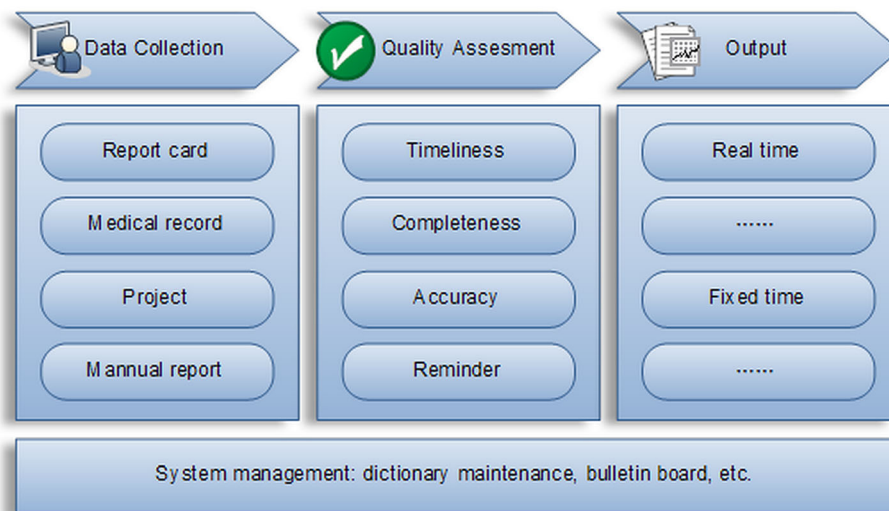 Data Collection
Quality Assesment
Output
Report card
Medical record
Project
Mannual report
Timeliness
Completeness
Accuracy
Reminder
Real time
......
Fixed time
......
System management: dictionary maintenance, bulletin board, etc.